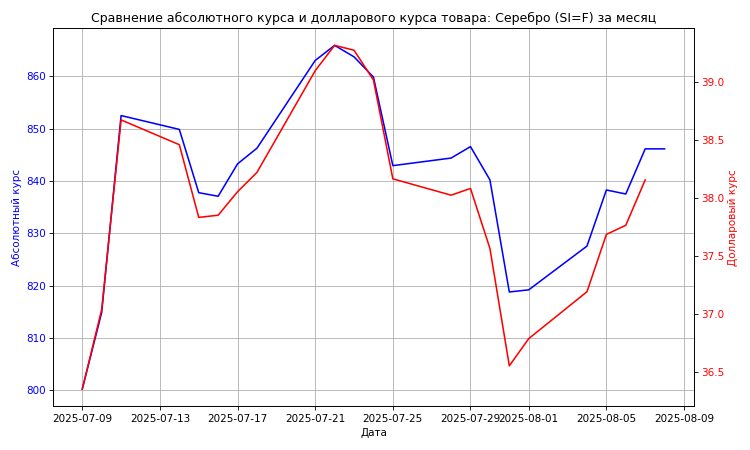 Сравнение абсолютного курса и долларового курса товара: Серебро (SI=F) за месяц
Абсолютный курс
860
850
840
830
820
810
800
39.0
38.5
38.0
37.5
37.0
36.5
Долларовый курс
2025-07-09 2025-07-13 2025-07-17 2025-07-21 2025-07-25 2025-07-29 2025-08-01 2025-08-05 2025-08-09
Дата